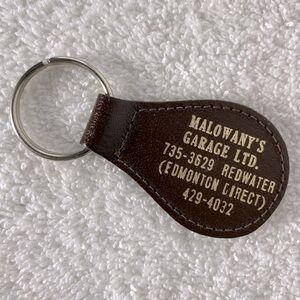 MALOWANY'S
GARAGE LTD.
735-3629 REDWATER
(EDMONTON DIRECT)
429-4032